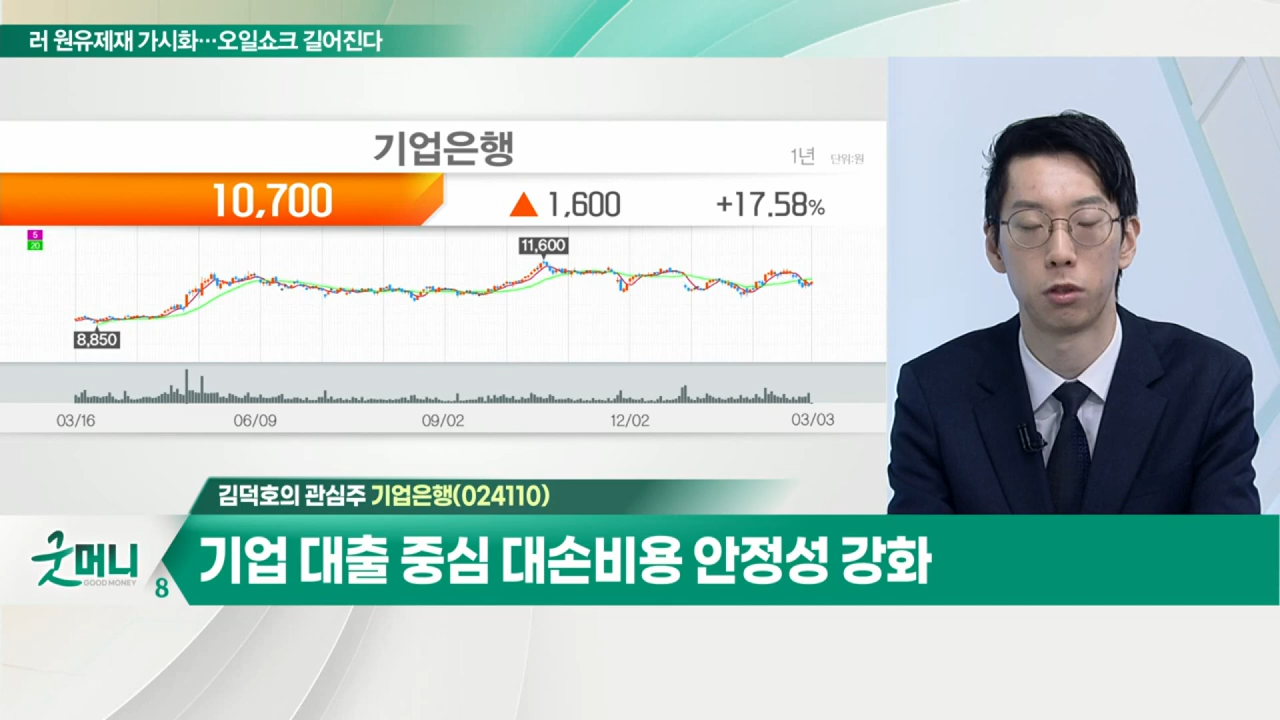 러 원유제재 가시화…오일쇼크 길어진다
기업은행
1년 단위:원
10,700 ▲ 1,600 +17.58%
5
20
11,600
8,850
03/16 06/09 09/02 12/02 03/03
김덕호의 관심주 기업은행(024110)
굿머니
GOOD MONEY
8
기업 대출 중심 대손비용 안정성 강화